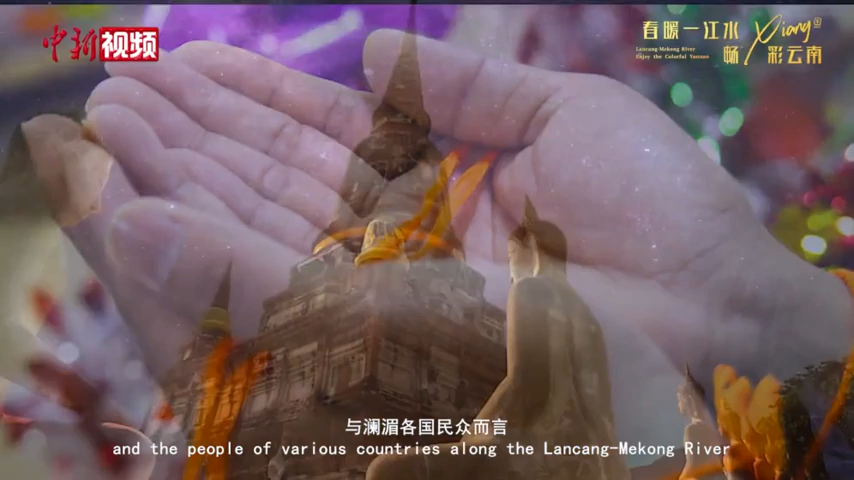 中新视频
春暖一江水
Lancang-Mekong River
Enjoy the Colorful Yunnan
Xiang
畅彩云南
与澜湄各国民众而言
and the people of various countries along the Lancang-Mekong River